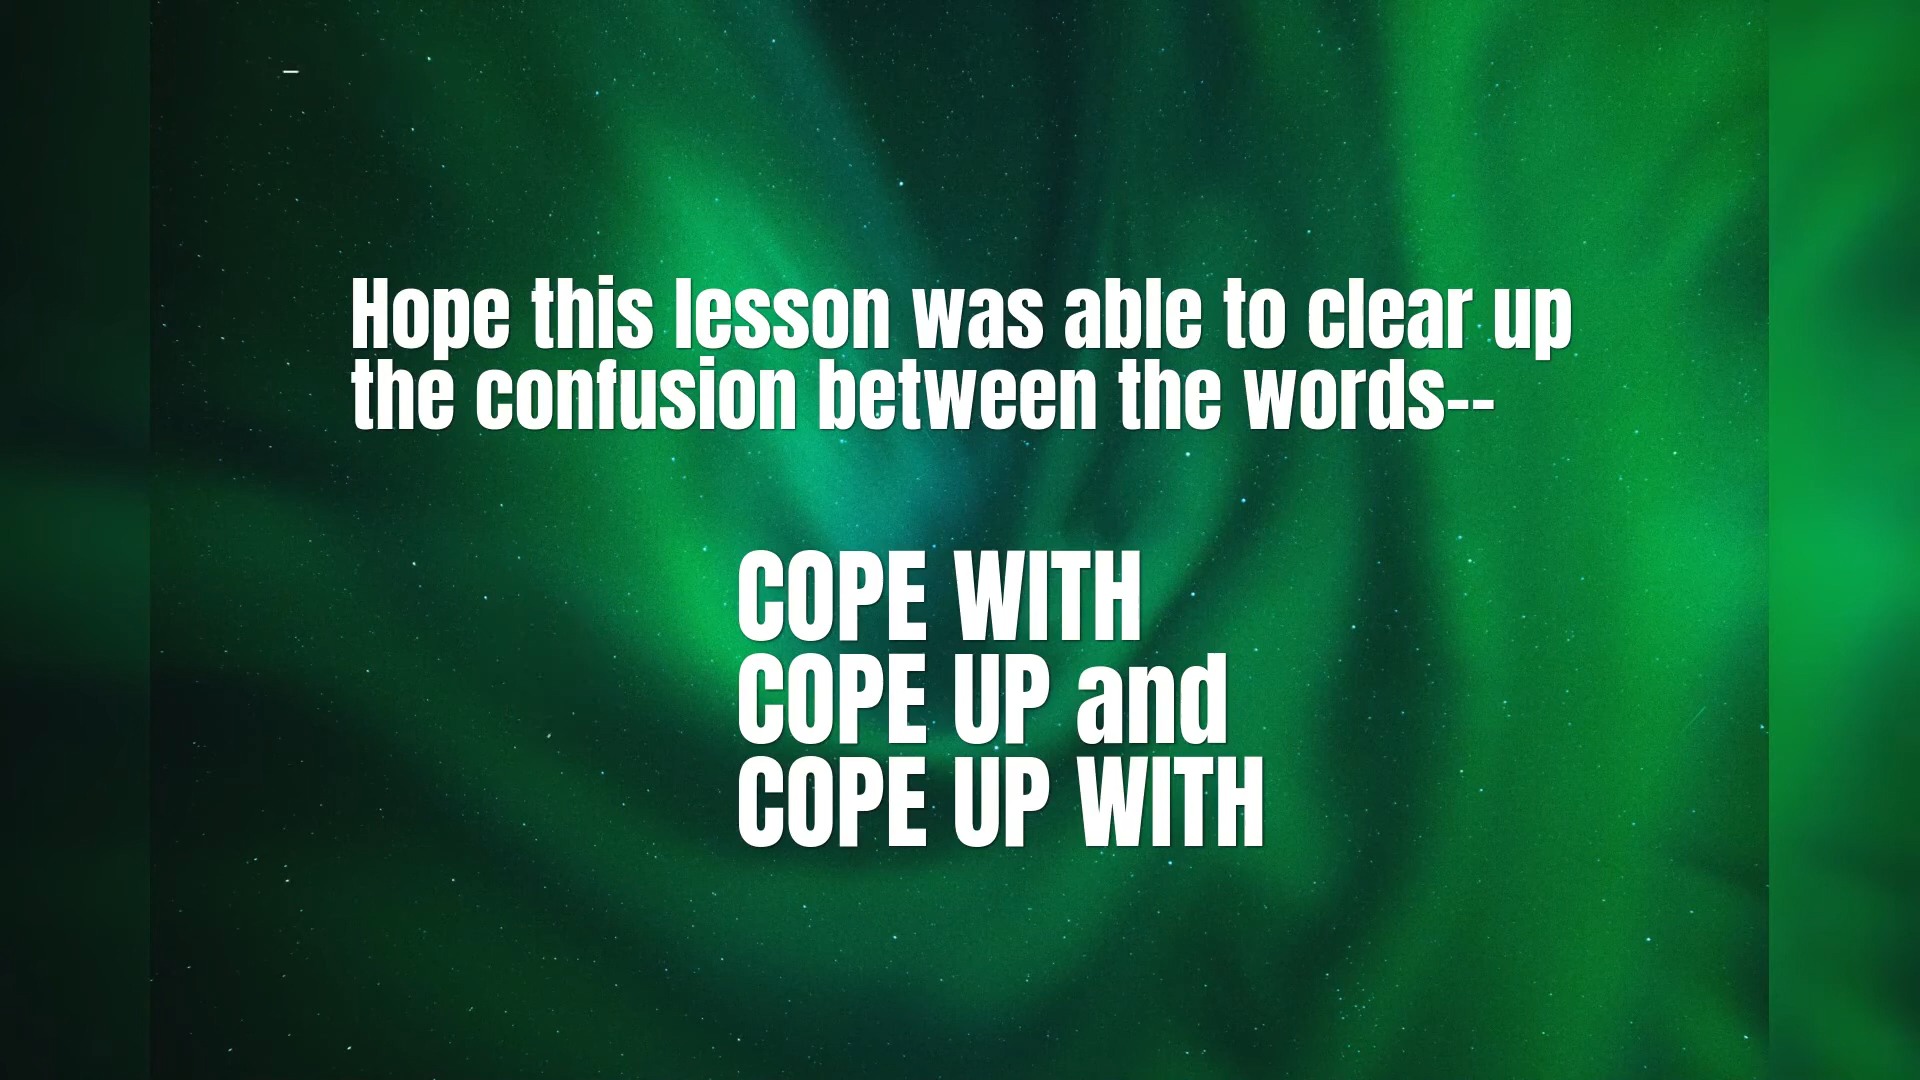 Hope this lesson was able to clear up
the confusion between the words--
COPE WITH
COPE UP and
COPE UP WITH